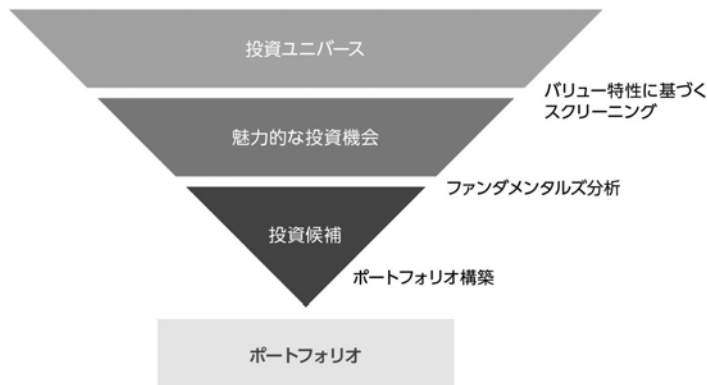 投資ユニバース
バリュー特性に基づく
スクリーニング
魅力的な投資機会
ファンダメンタルズ分析
投資候補
ポートフォリオ構築
ポートフォリオ